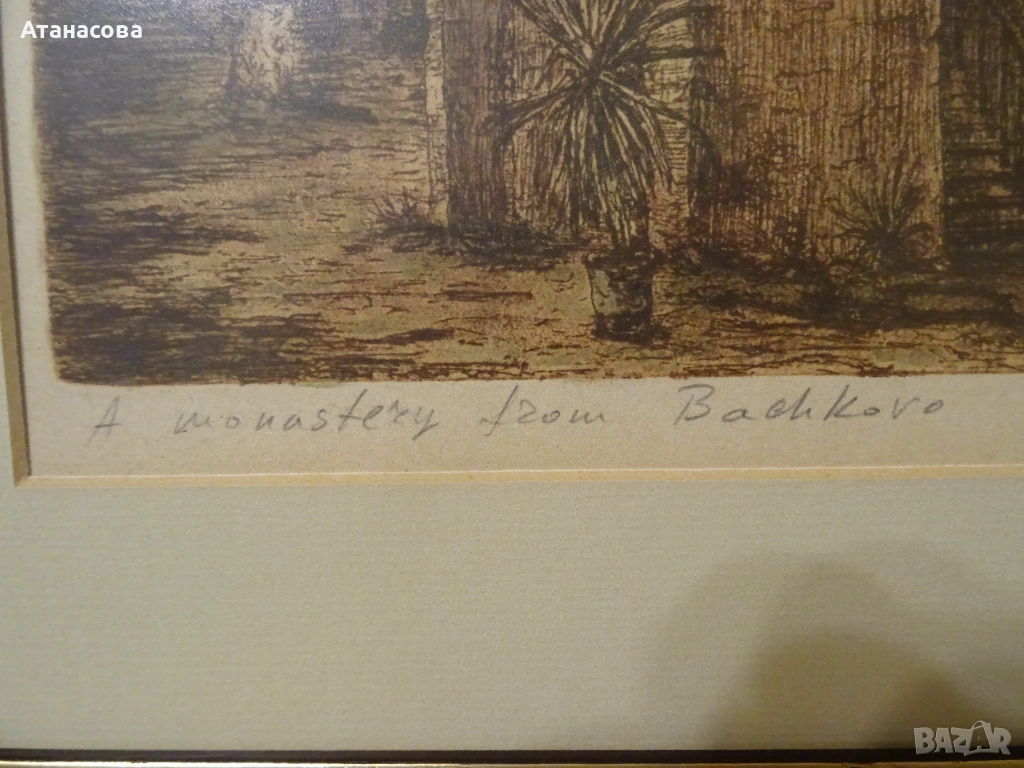 Атанасова
A monastery from Bachkovo
BAZAR